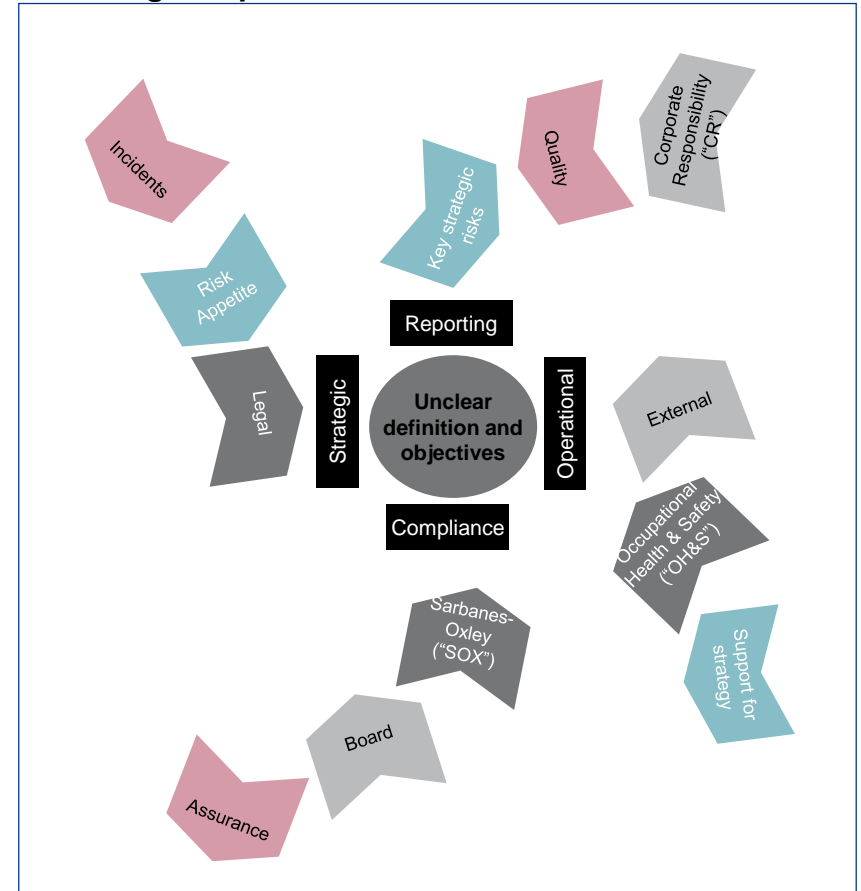 Incidents
Quality
Corporate
Responsibility
(“CR”)
Key strategic
risks
Risk
Appetite
Reporting
Legal
Strategic
Unclear
definition and
objectives
Operational
External
Compliance
Occupational
Health & Safety
(“OH&S”)
Sarbanes-
Oxley
(“SOX”)
Support for
strategy
Board
Assurance